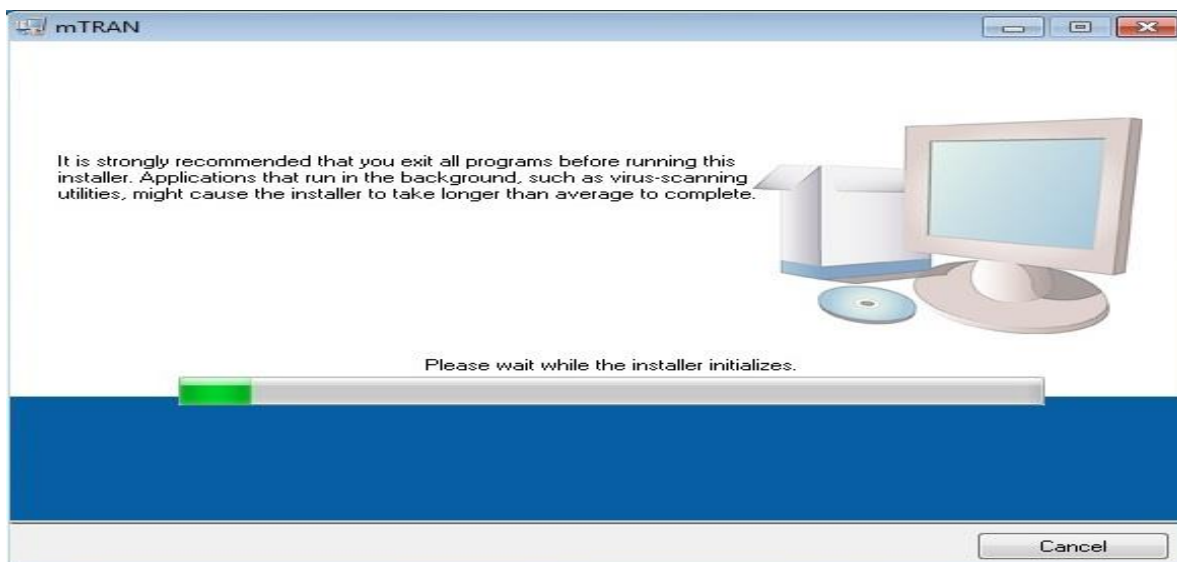 mTRAN
It is strongly recommended that you exit all programs before running this
installer. Applications that run in the background, such as virus-scanning
utilities, might cause the installer to take longer than average to complete.
Please wait while the installer initializes.
Cancel